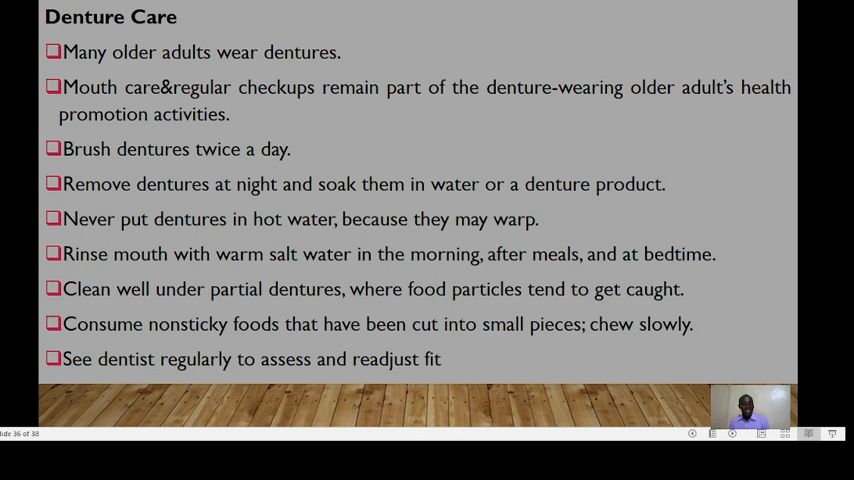 Denture Care
Many older adults wear dentures.
Mouth care&regular checkups remain part of the denture-wearing older adult's health
promotion activities.
Brush dentures twice a day.
Remove dentures at night and soak them in water or a denture product.
Never put dentures in hot water, because they may warp.
Rinse mouth with warm salt water in the morning, after meals, and at bedtime.
Clean well under partial dentures, where food particles tend to get caught.
Consume nonsticky foods that have been cut into small pieces; chew slowly.
See dentist regularly to assess and readjust fit
lide 36 of 38